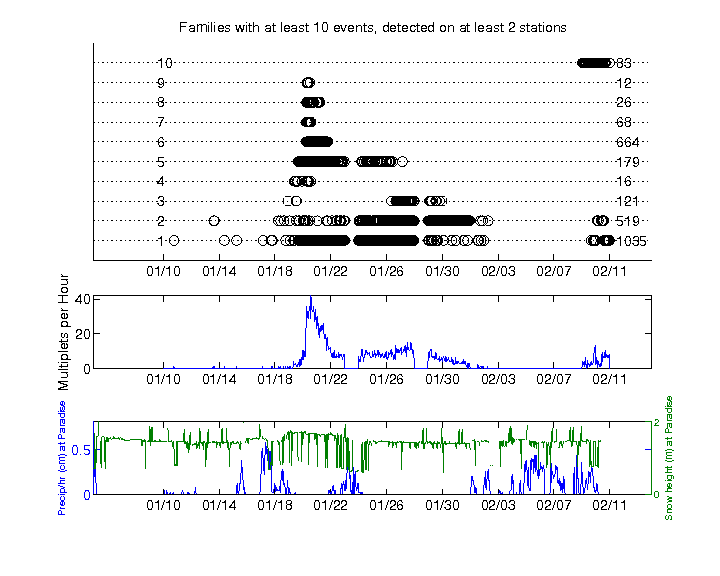 Families with at least 10 events, detected on at least 2 stations
10 83
9 12
8 26
7 68
6 664
5 179
4 16
3 121
2 519
1 1035
01/10 01/14 01/18 01/22 01/26 01/30 02/03 02/07 02/11
Multiplets per Hour
40
20
0
01/10 01/14 01/18 01/22 01/26 01/30 02/03 02/07 02/11
Precip/hr (cm) at Paradise
0.5
0
2
1
0
Snow height (m) at Paradise
01/10 01/14 01/18 01/22 01/26 01/30 02/03 02/07 02/11